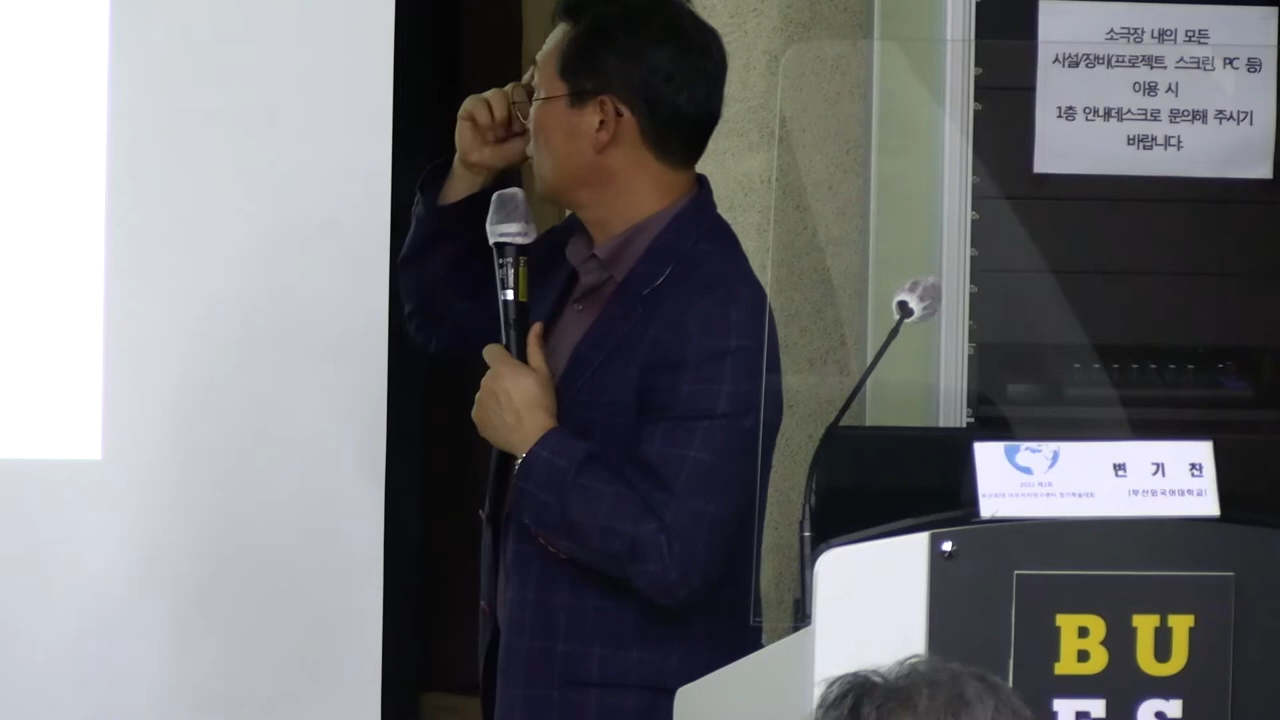 소극장 내의 모든
시설/장비(프로젝트, 스크린, PC 등)
이용 시
1층 안내데스크로 문의해 주시기
바랍니다.
변 기 찬
(부산외국어대학교)
BU